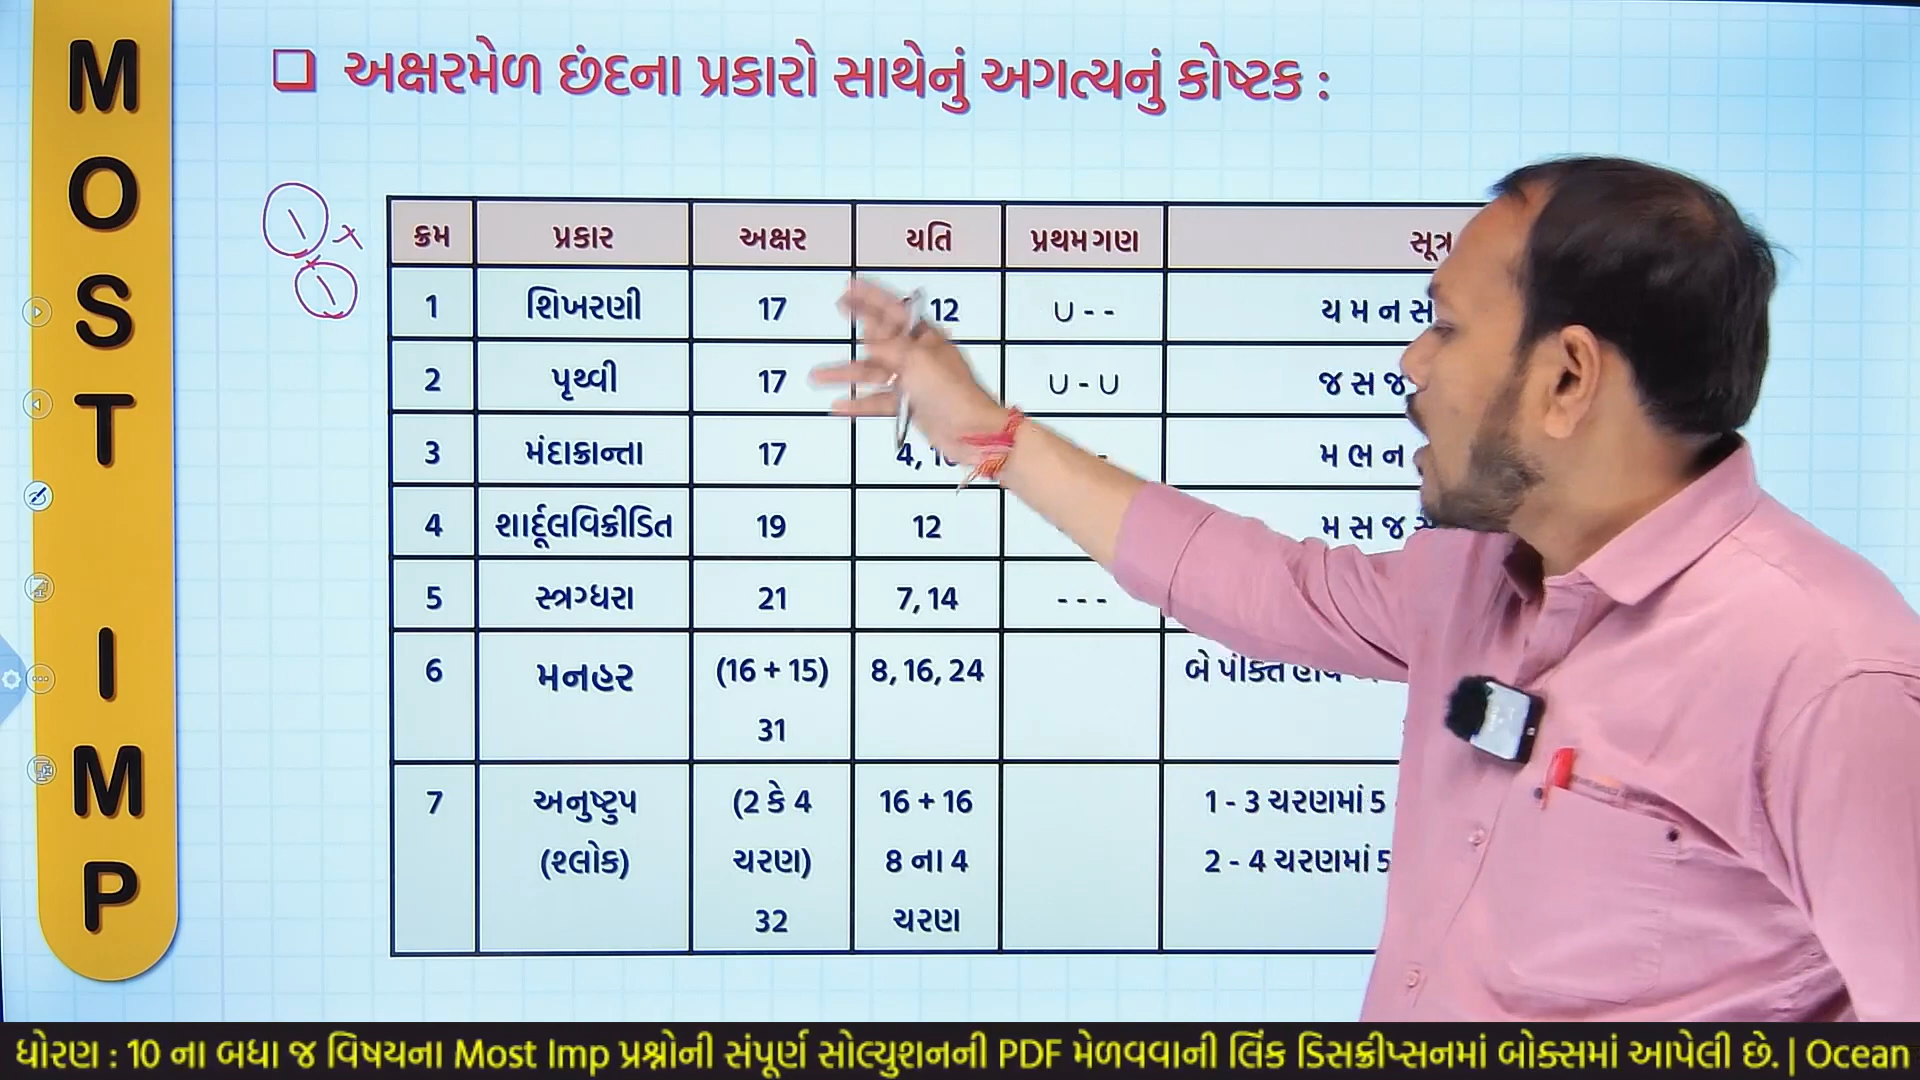 MOST IMP
❑ અક્ષરમેળ છંદના પ્રકારો સાથેનું અગત્યનું કોષ્ટક :
ક્રમ પ્રકાર અક્ષર યતિ પ્રથમ ગણ સૂત્ર
1 શિખરણી 17 12 ∪ - - ય મ ન સ
2 પૃથ્વી 17 ∪ - ∪ જ સ જ
3 મંદાક્રાન્તા 17 4, મ ભ ન
4 શાર્દૂલવિક્રીડિત 19 12 મ સ જ
5 સ્ત્રગ્ધરા 21 7, 14 - - -
6 મનહર (16 + 15) 8, 16, 24 બે પંક્તિ
31
7 અનુષ્ટુપ (2 કે 4 16 + 16 1 - 3 ચરણમાં 5
(શ્લોક) ચરણ) 8 ના 4 2 - 4 ચરણમાં 5
32 ચરણ
ધોરણ : 10 ના બધા જ વિષયના Most Imp પ્રશ્નોની સંપૂર્ણ સોલ્યુશનની PDF મેળવવાની લિંક ડિસક્રીપ્સનમાં બોક્સમાં આપેલી છે. | Ocean